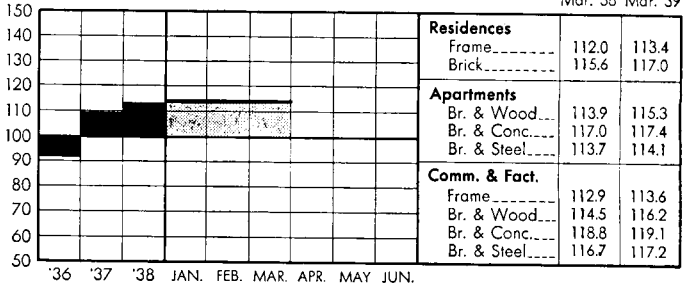 Mar. '38 Mar. '39
150
140
130
120
110
100
90
80
70
60
50
'36 '37 '38 JAN. FEB. MAR. APR. MAY JUN.
Residences
Frame 112.0 113.4
Brick 115.6 117.0
Apartments
Br. & Wood 113.9 115.3
Br. & Conc. 117.0 117.4
Br. & Steel 113.7 114.1
Comm. & Fact.
Frame 112.9 113.6
Br. & Wood 114.5 116.2
Br. & Conc. 118.8 119.1
Br. & Steel 116.7 117.2